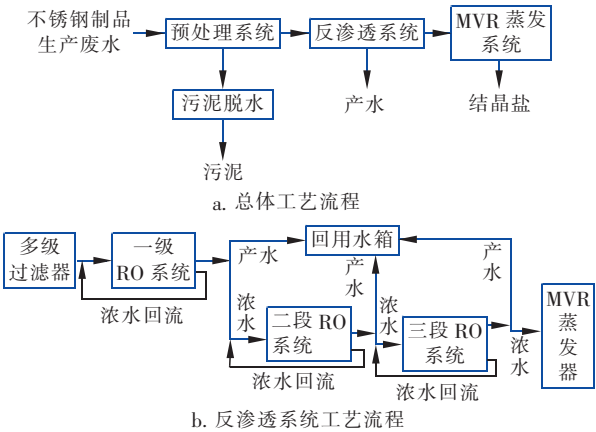 不锈钢制品
生产废水
预处理系统
反渗透系统
MVR 蒸发
系统
污泥脱水
产水
结晶盐
污泥
a. 总体工艺流程
多级
过滤器
一级
RO 系统
产水
回用水箱
产
水
产
水
浓水回流
浓
水
二段 RO
系统
浓
水
三段 RO
系统
浓
水
MVR
蒸
发
器
浓水回流
浓水回流
b. 反渗透系统工艺流程